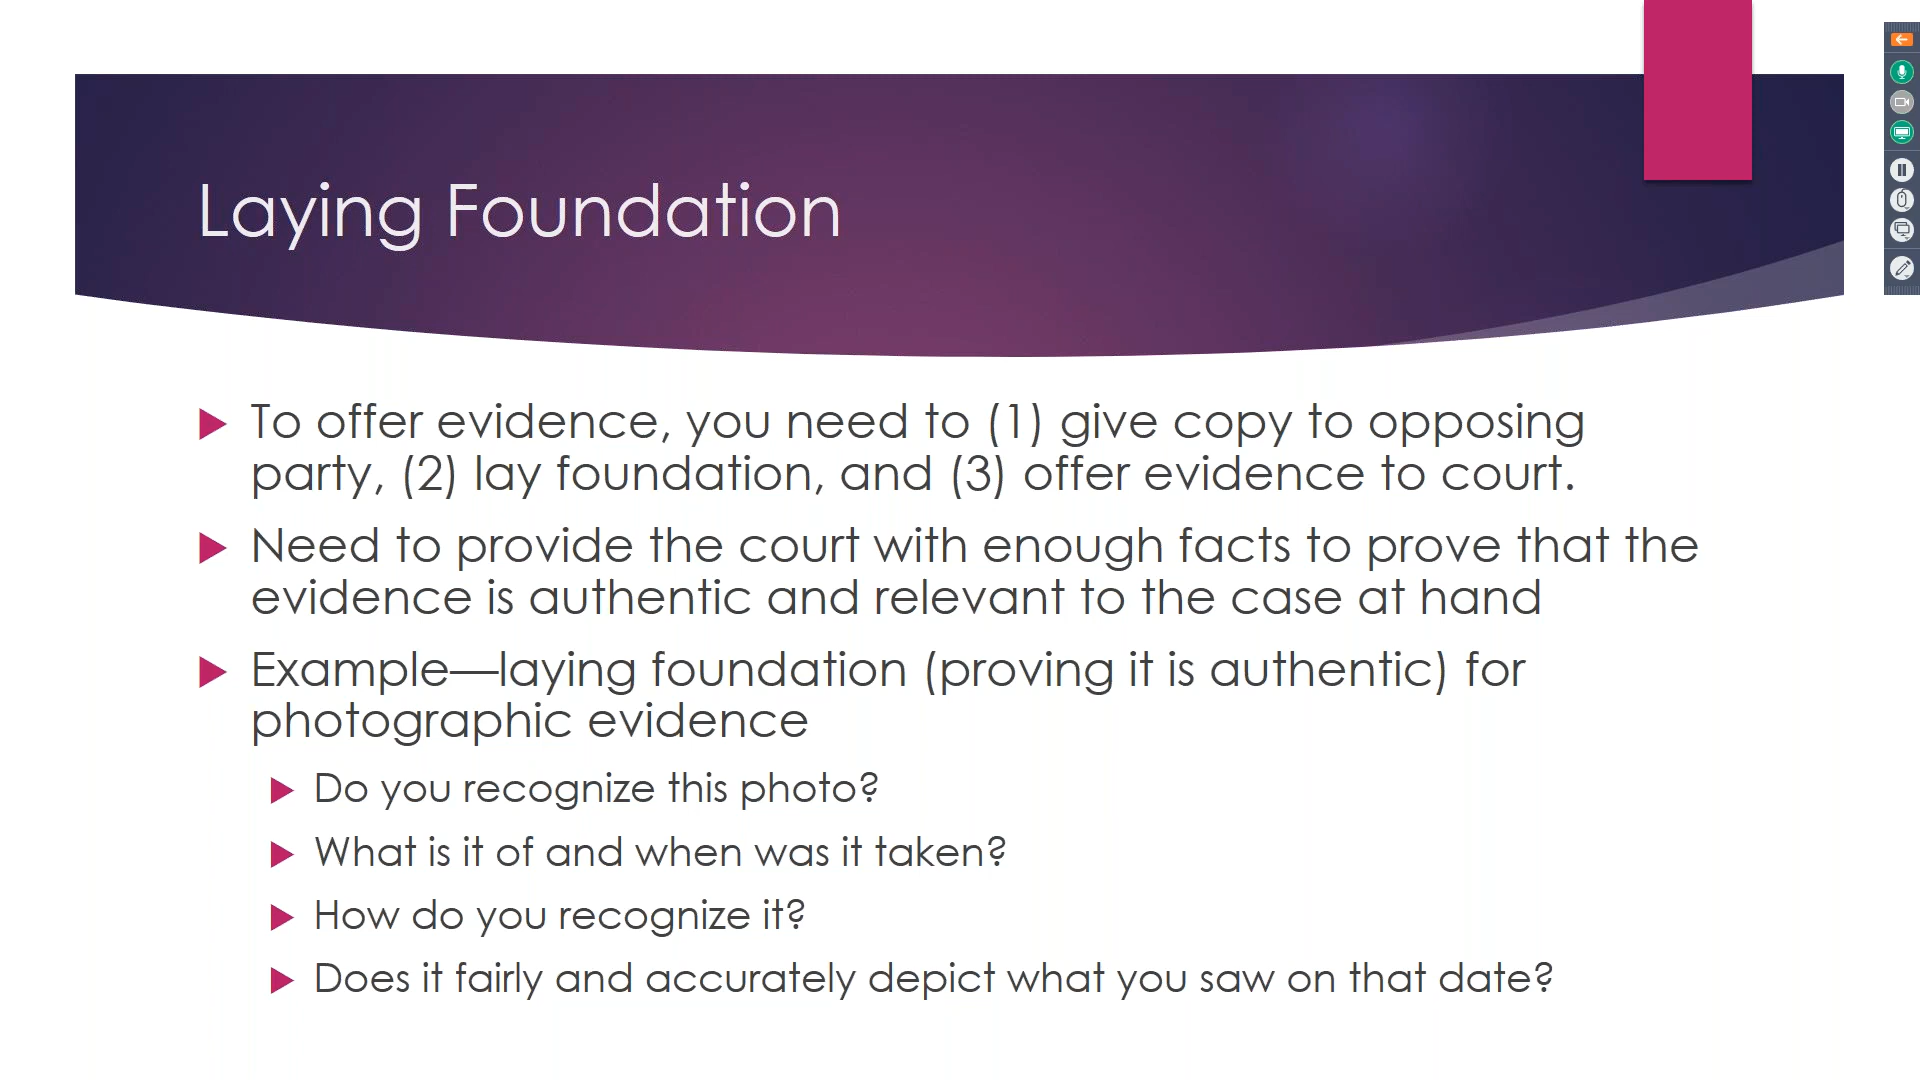 Laying Foundation
To offer evidence, you need to (1) give copy to opposing
party, (2) lay foundation, and (3) offer evidence to court.
Need to provide the court with enough facts to prove that the
evidence is authentic and relevant to the case at hand
Example—laying foundation (proving it is authentic) for
photographic evidence
Do you recognize this photo?
What is it of and when was it taken?
How do you recognize it?
Does it fairly and accurately depict what you saw on that date?